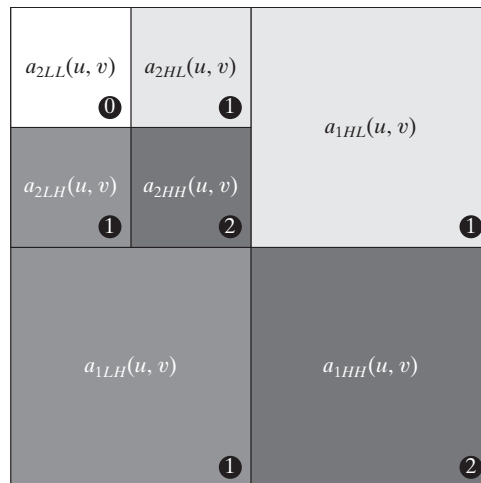 a2LL(u, v) a2HL(u, v)
0 1
a1HL(u, v)
a2LH(u, v) a2HH(u, v)
1 2 1
a1LH(u, v) a1HH(u, v)
1 2